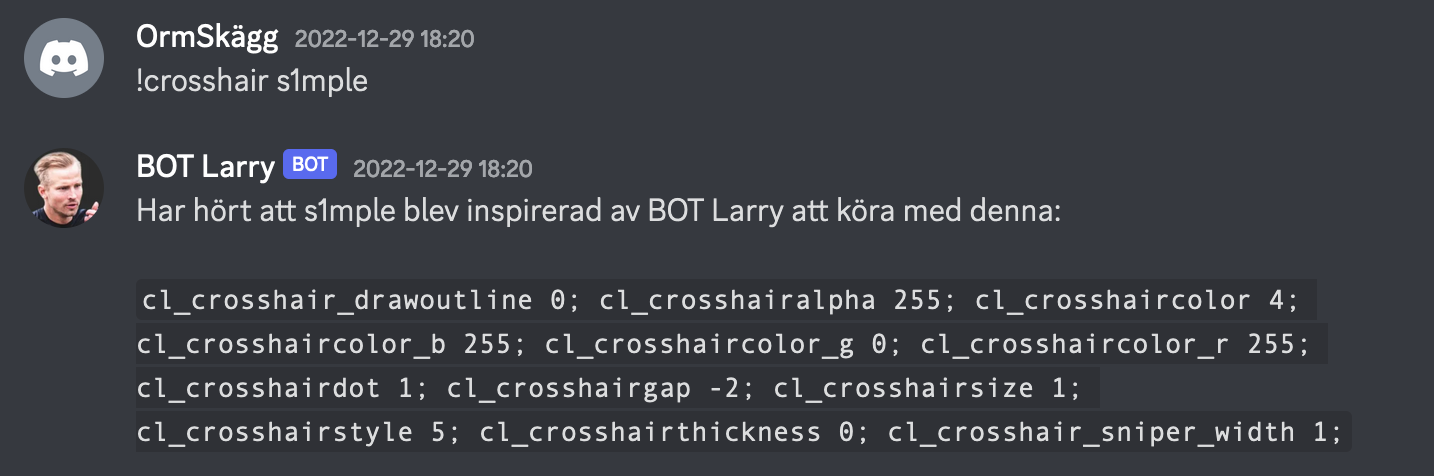 OrmSkägg 2022-12-29 18:20
!crosshair s1mple
BOT Larry BOT 2022-12-29 18:20
Har hört att s1mple blev inspirerad av BOT Larry att köra med denna:
cl_crosshair_drawoutline 0; cl_crosshairalpha 255; cl_crosshaircolor 4;
cl_crosshaircolor_b 255; cl_crosshaircolor_g 0; cl_crosshaircolor_r 255;
cl_crosshairdot 1; cl_crosshairgap -2; cl_crosshairsize 1;
cl_crosshairstyle 5; cl_crosshairthickness 0; cl_crosshair_sniper_width 1;